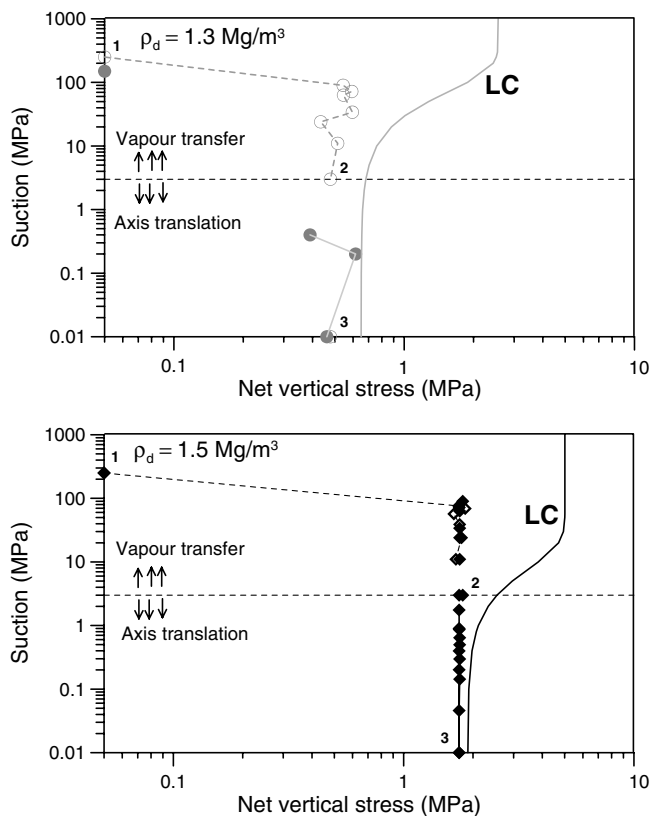 1000
1
ρd = 1.3 Mg/m³
100
LC
10
Vapour transfer
2
1
Axis translation
0.1
3
0.01
0.1
1
10
Suction (MPa)
Net vertical stress (MPa)
1000
1
ρd = 1.5 Mg/m³
100
LC
Vapour transfer
10
2
1
Axis translation
0.1
3
0.01
0.1
1
10
Suction (MPa)
Net vertical stress (MPa)